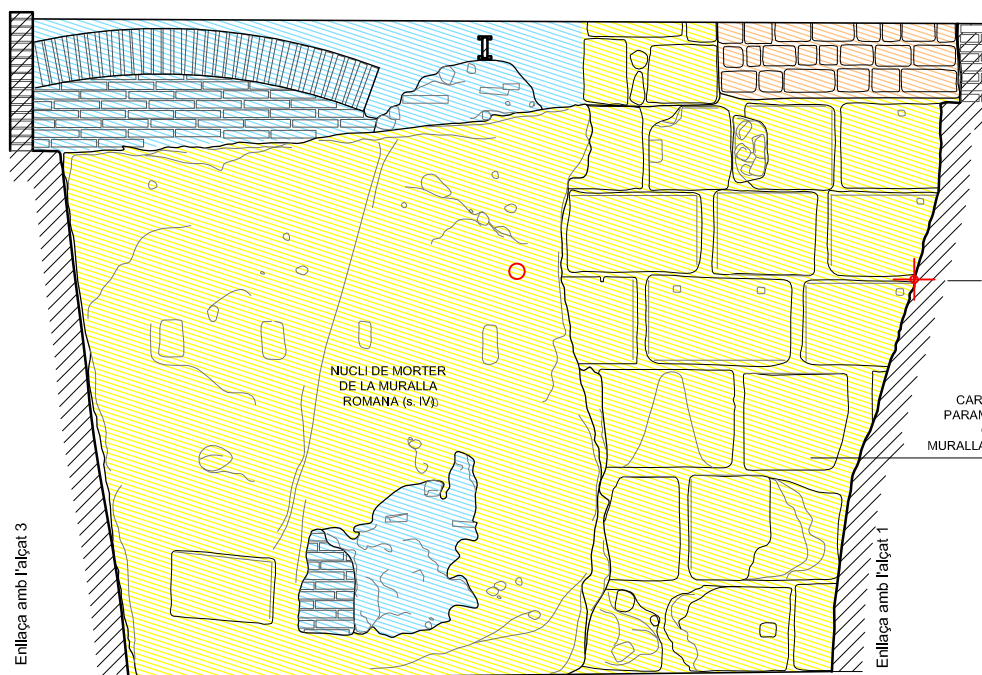 NUCLI DE MORTER
DE LA MURALLA
ROMANA (s. IV)
CAR
PARAM
MURALLA
Enllaça amb l'alçat 3
Enllaça amb l'alçat 1